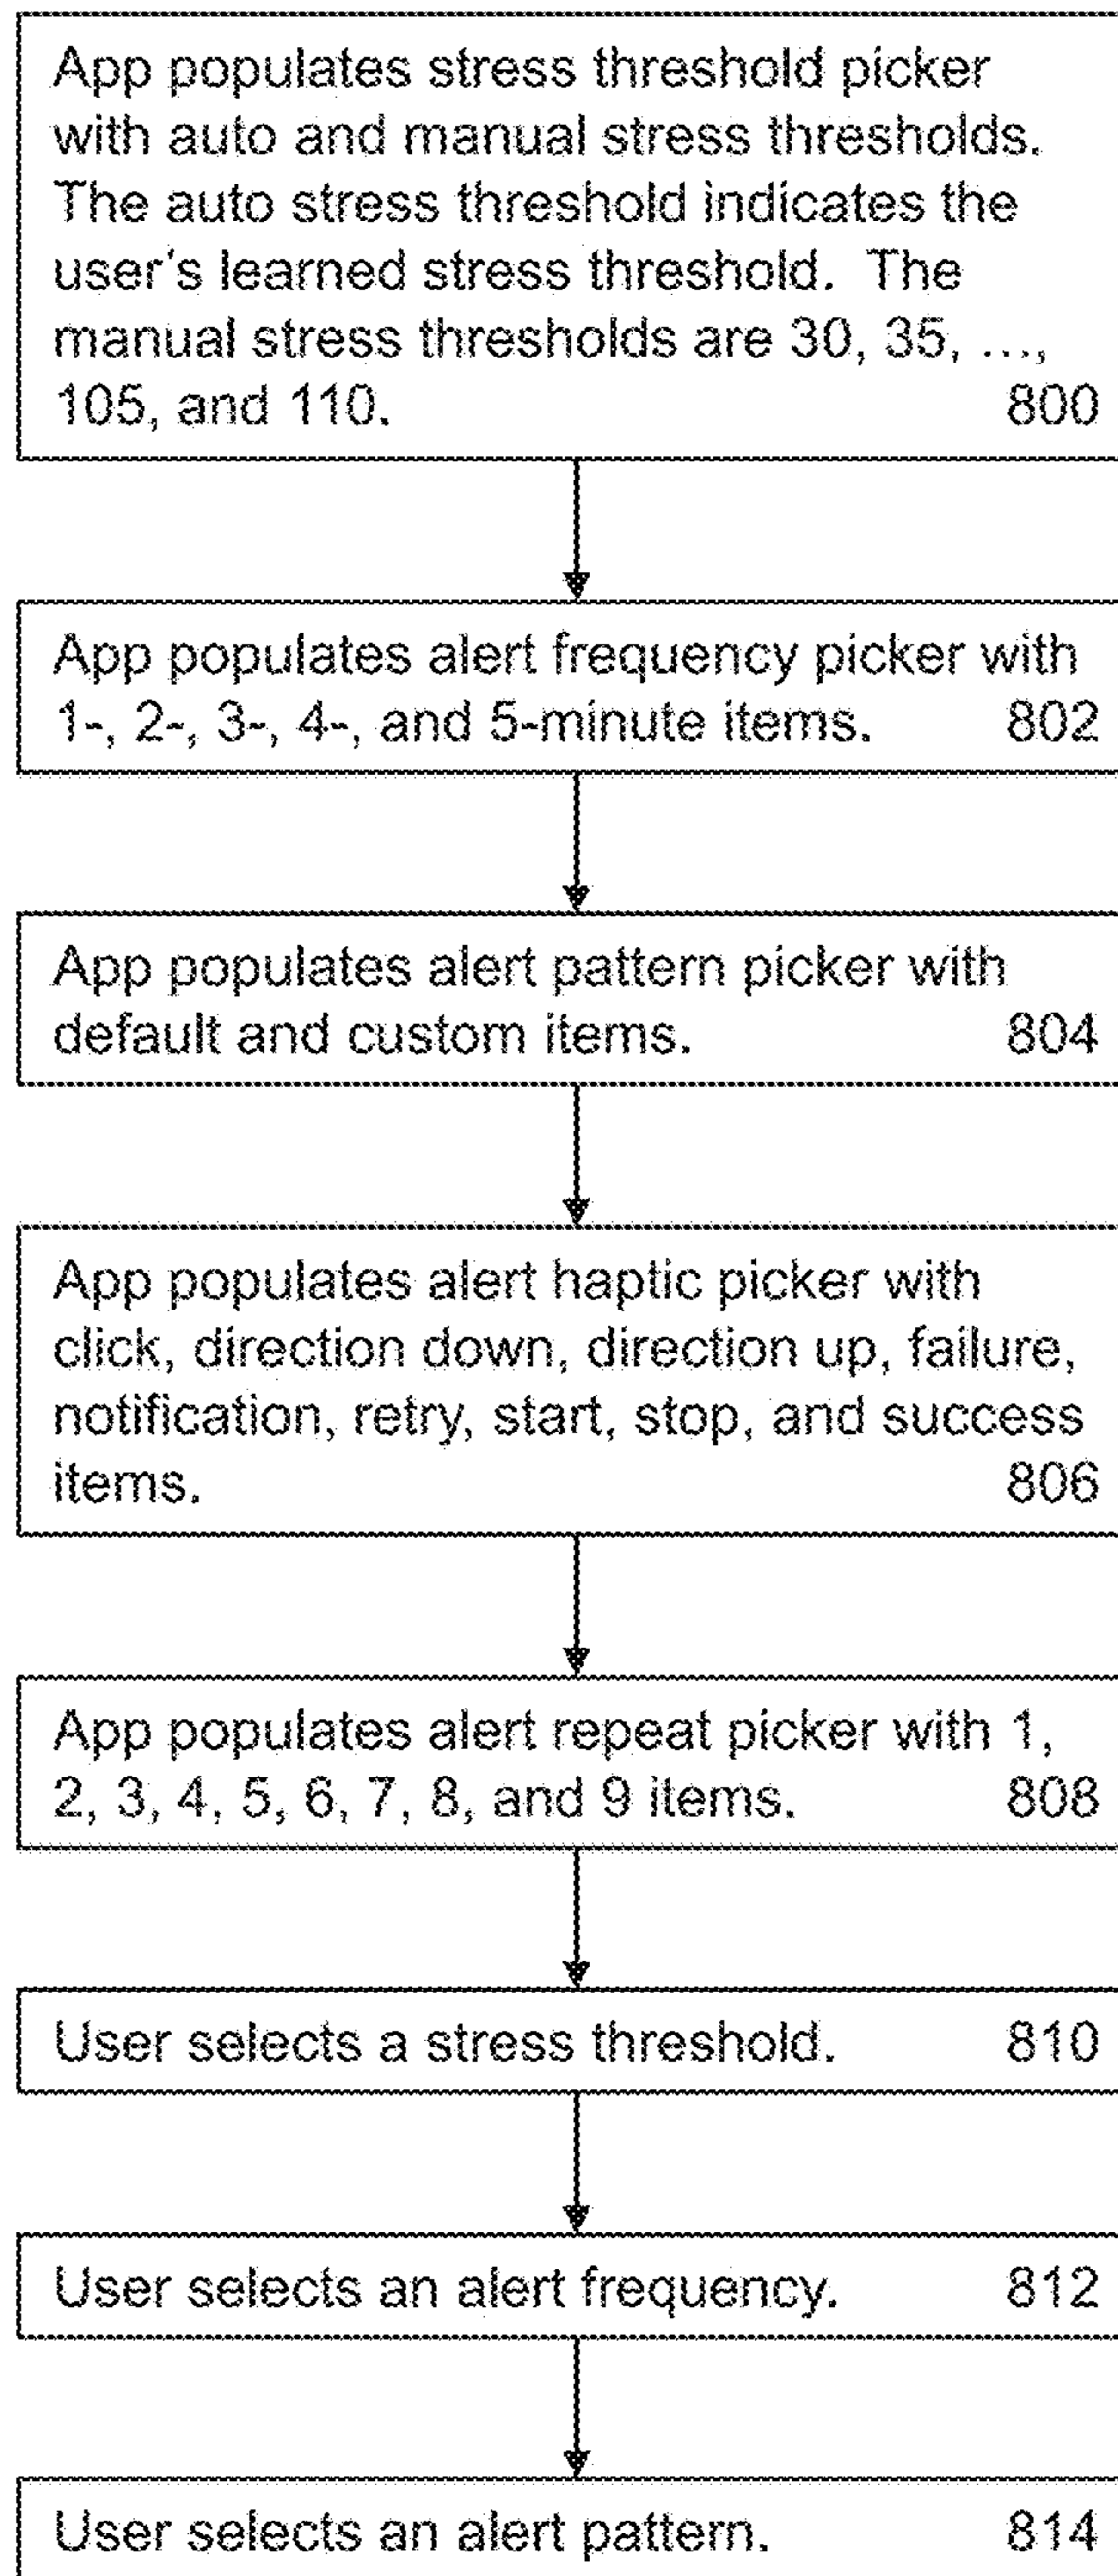 App populates stress threshold picker
with auto and manual stress thresholds.
The auto stress threshold indicates the
user's learned stress threshold.  The
manual stress thresholds are 30, 35, ...,
105, and 110. 800
App populates alert frequency picker with
1-, 2-, 3-, 4-, and 5-minute items. 802
App populates alert pattern picker with
default and custom items. 804
App populates alert haptic picker with
click, direction down, direction up, failure,
notification, retry, start, stop, and success
items. 806
App populates alert repeat picker with 1,
2, 3, 4, 5, 6, 7, 8, and 9 items. 808
User selects a stress threshold. 810
User selects an alert frequency. 812
User selects an alert pattern. 814